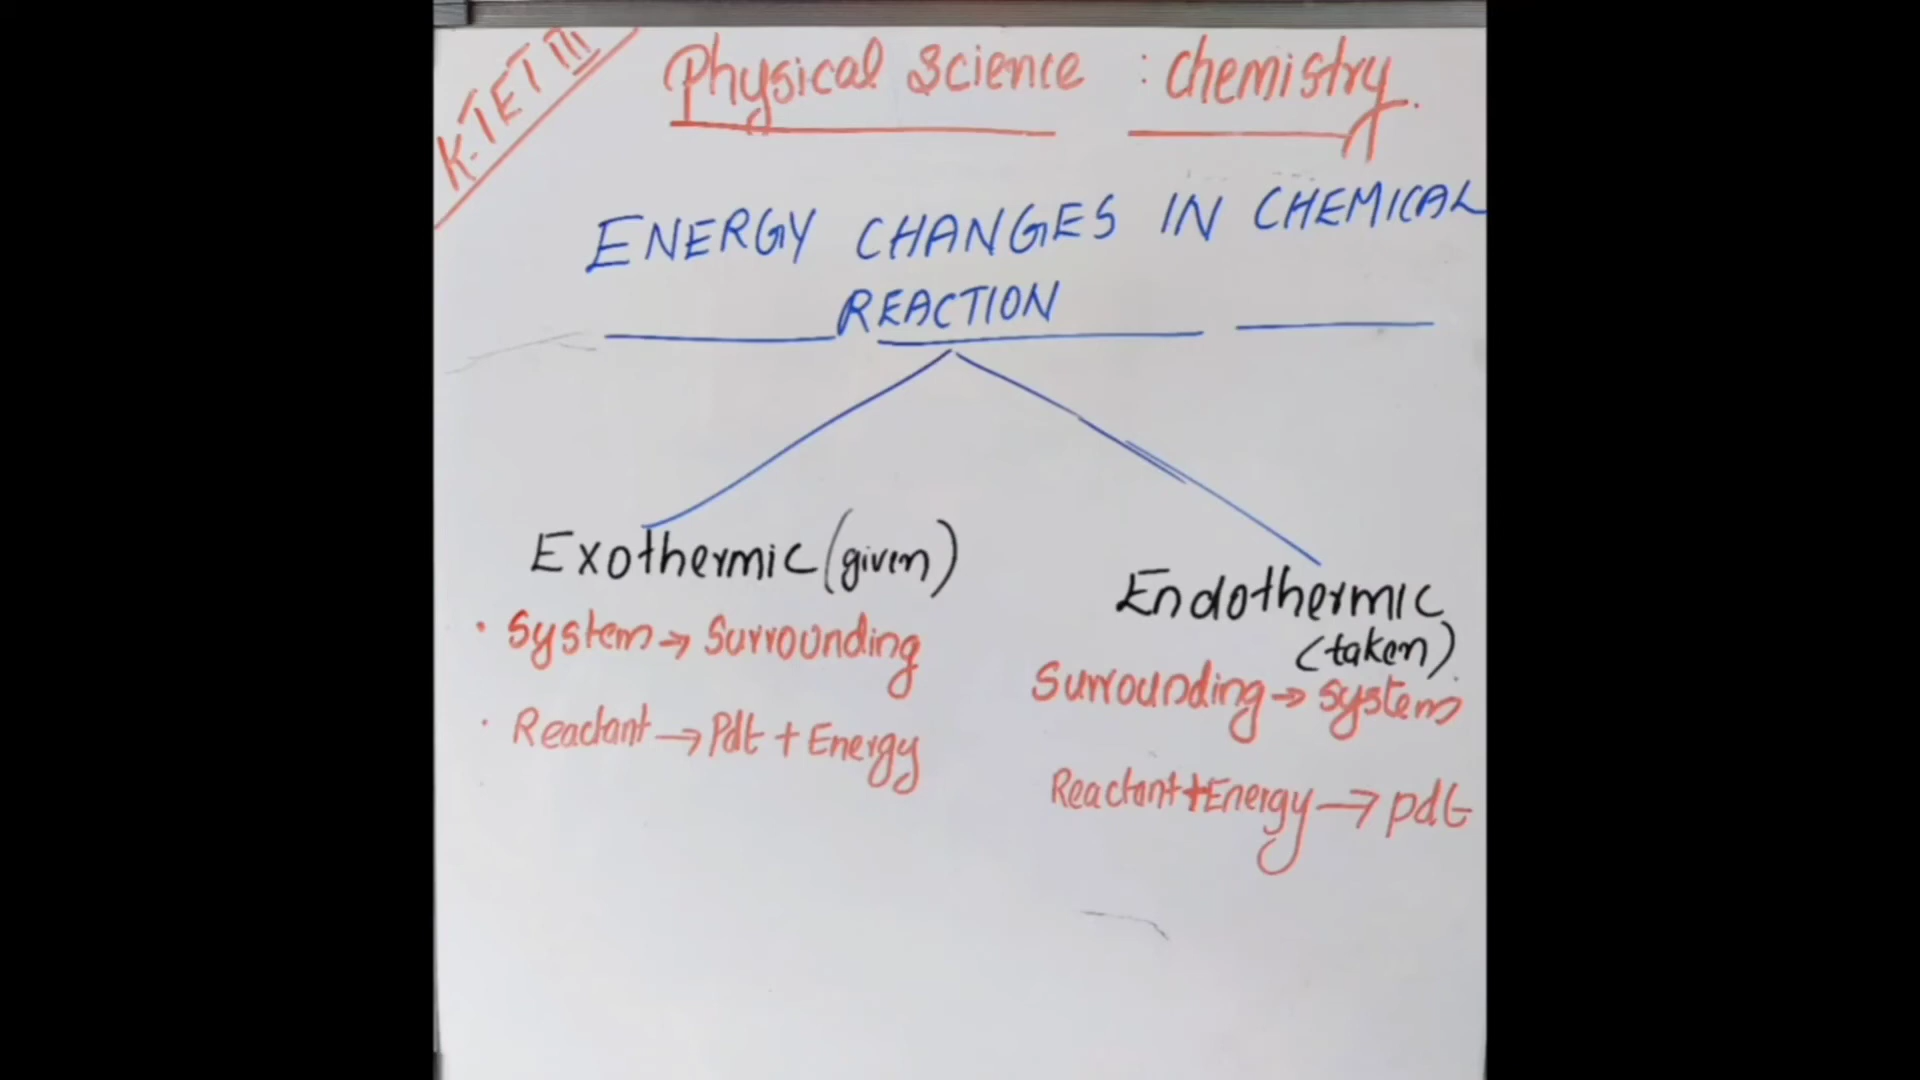 K-TET III
Physical Science : Chemistry.
ENERGY CHANGES IN CHEMICAL
REACTION
Exothermic (given)
• System → Surrounding
• Reactant → Pdt + Energy
Endothermic
(taken)
Surrounding → System
Reactant + Energy → pdt